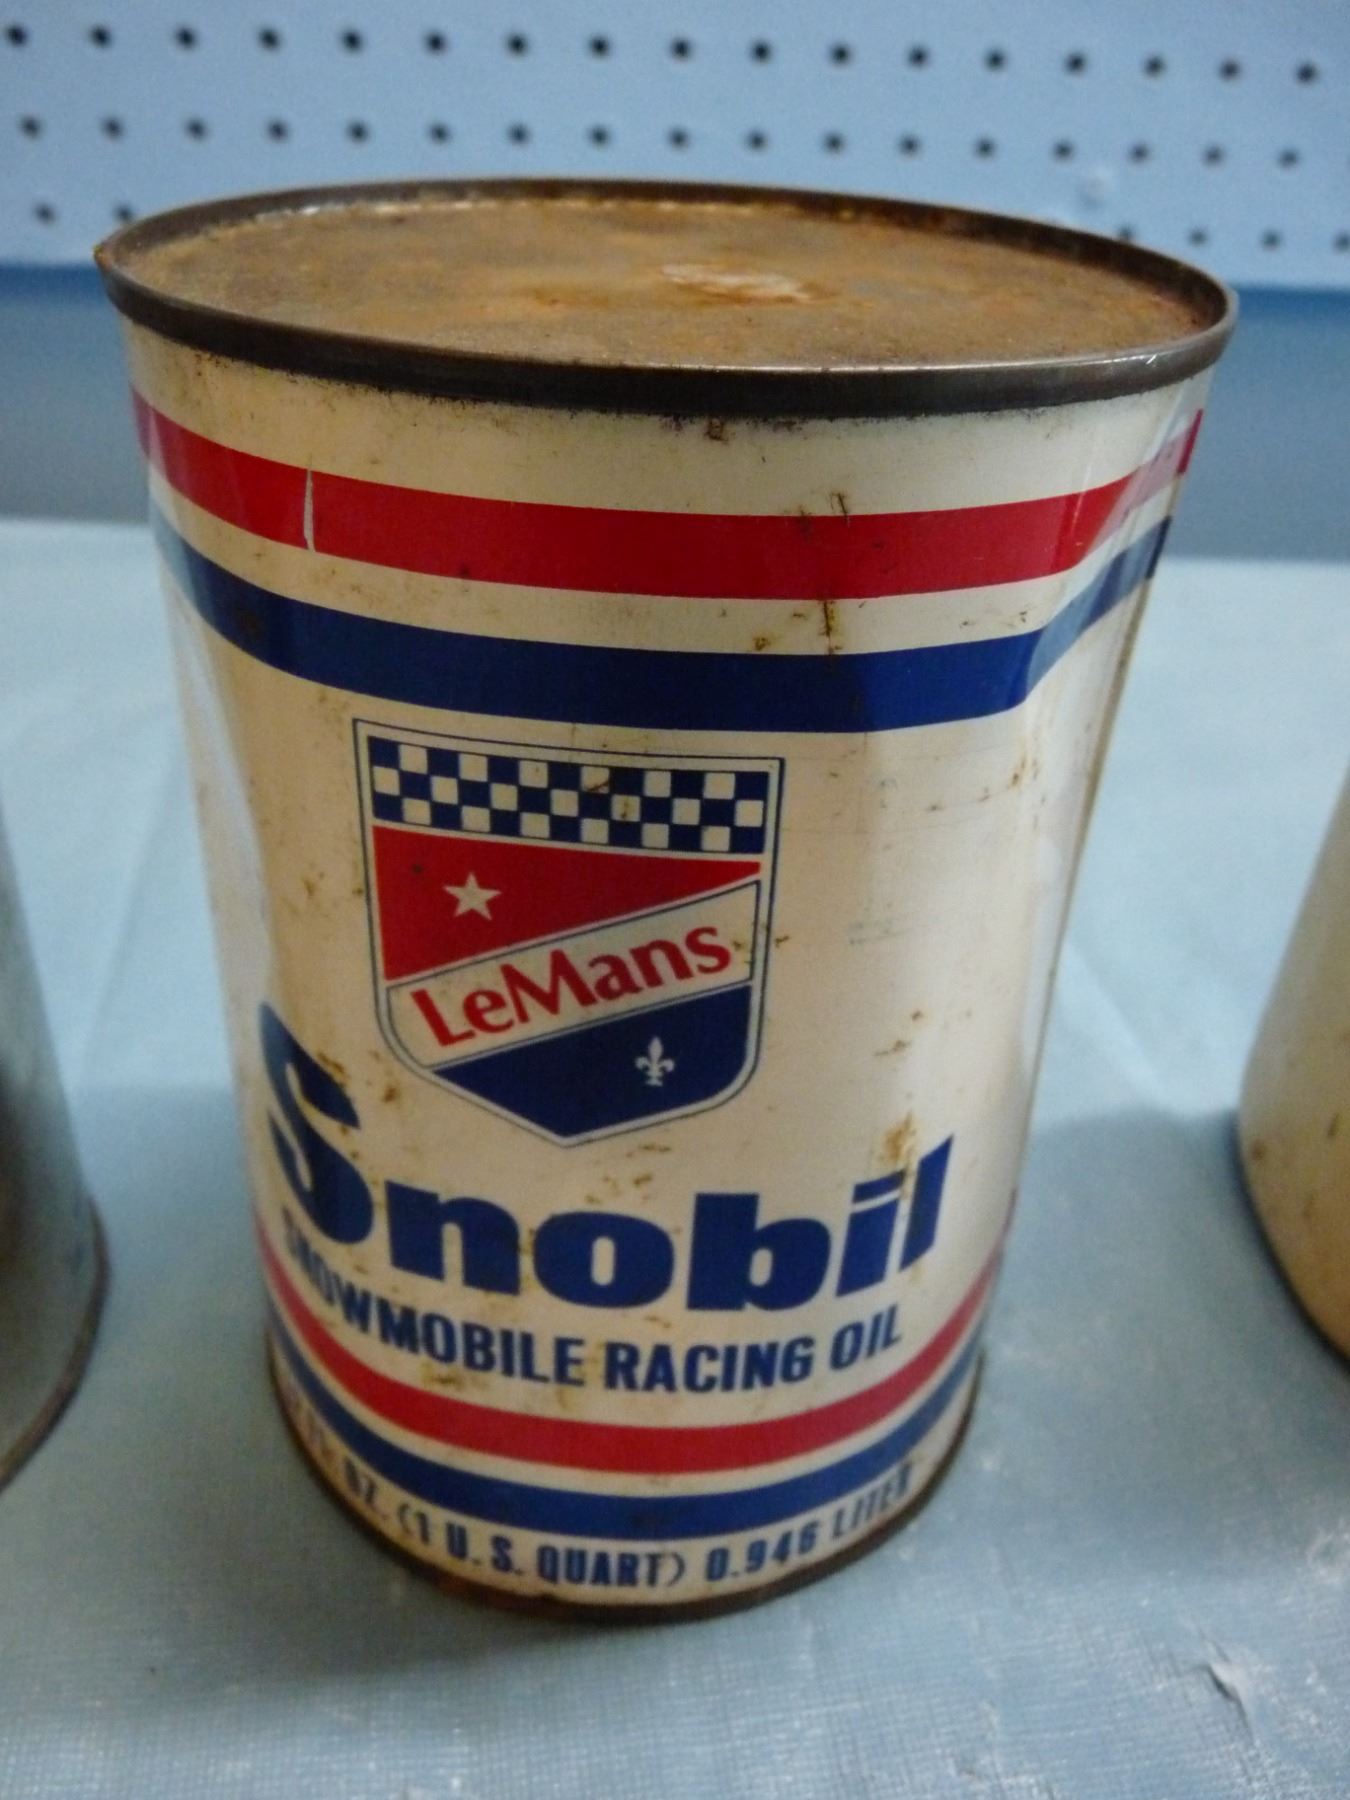 LeMans
Snobil
SNOWMOBILE RACING OIL
OZ. (1 U.S. QUART) 0.946 LITER